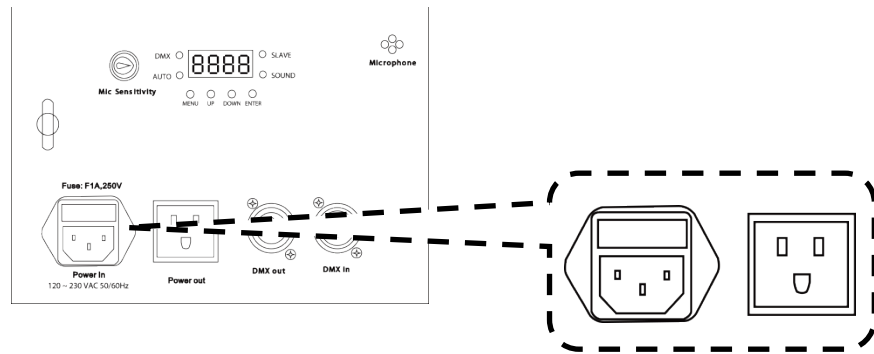 DMX
8888
SLAVE
AUTO
SOUND
Mic Sensitivity
MENU UP DOWN ENTER
Microphone
Fuse: F1A,250V
Power In
120 ~ 230 VAC 50/60Hz
Power out
DMX out
DMX in